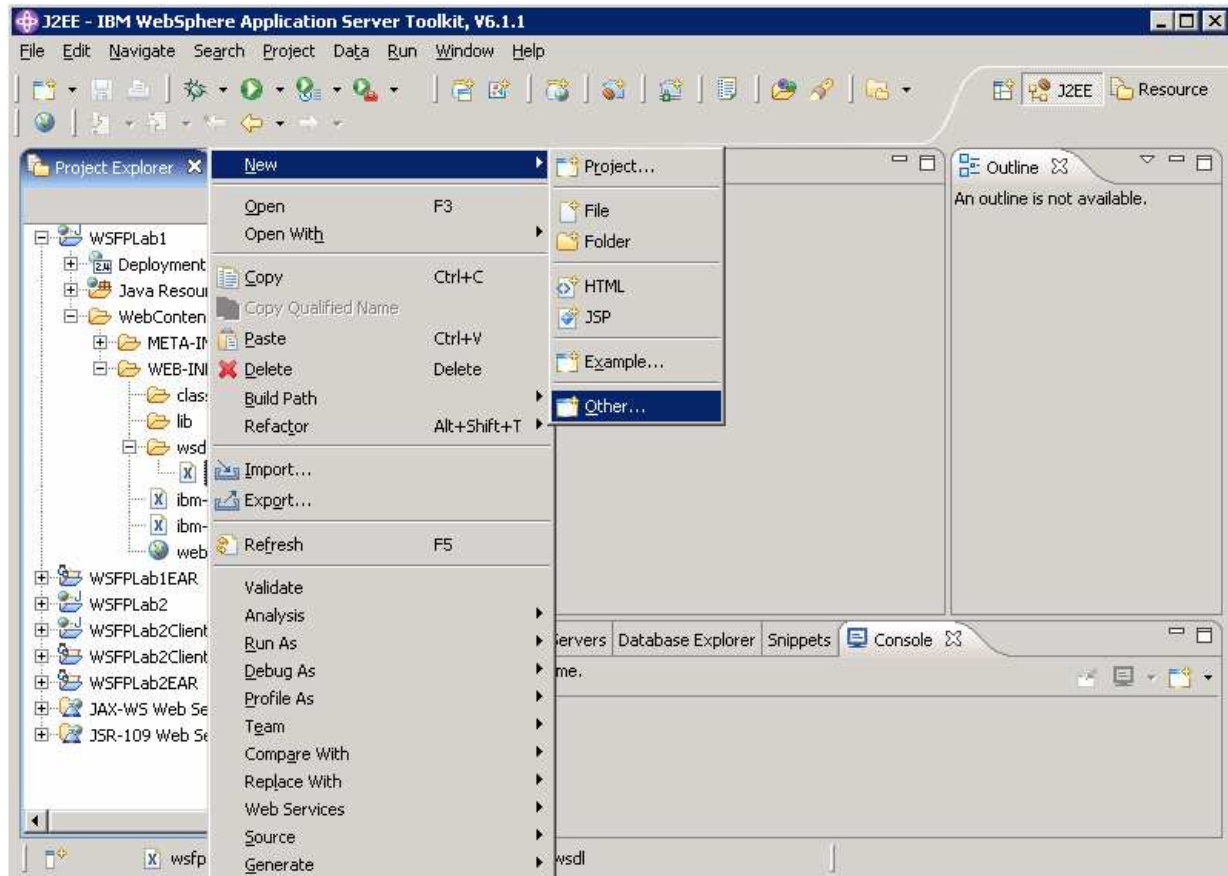 J2EE - IBM WebSphere Application Server Toolkit, V6.1.1
File Edit Navigate Search Project Data Run Window Help
J2EE Resource
Project Explorer
WSFPLab1
Deployment
Java Resour
WebConten
META-IN
WEB-INF
class
lib
wsd
ibm-
ibm-
web
WSFPLab1EAR
WSFPLab2
WSFPLab2Client
WSFPLab2Client
WSFPLab2EAR
JAX-WS Web Se
JSR-109 Web Se
New
Open F3
Open With
Copy Ctrl+C
Copy Qualified Name
Paste Ctrl+V
Delete Delete
Build Path
Refactor Alt+Shift+T
Import...
Export...
Refresh F5
Validate
Analysis
Run As
Debug As
Profile As
Team
Compare With
Replace With
Web Services
Source
Generate
Project...
File
Folder
HTML
JSP
Example...
Other...
Outline
An outline is not available.
Servers Database Explorer Snippets Console
me.
wsfp
wsdl